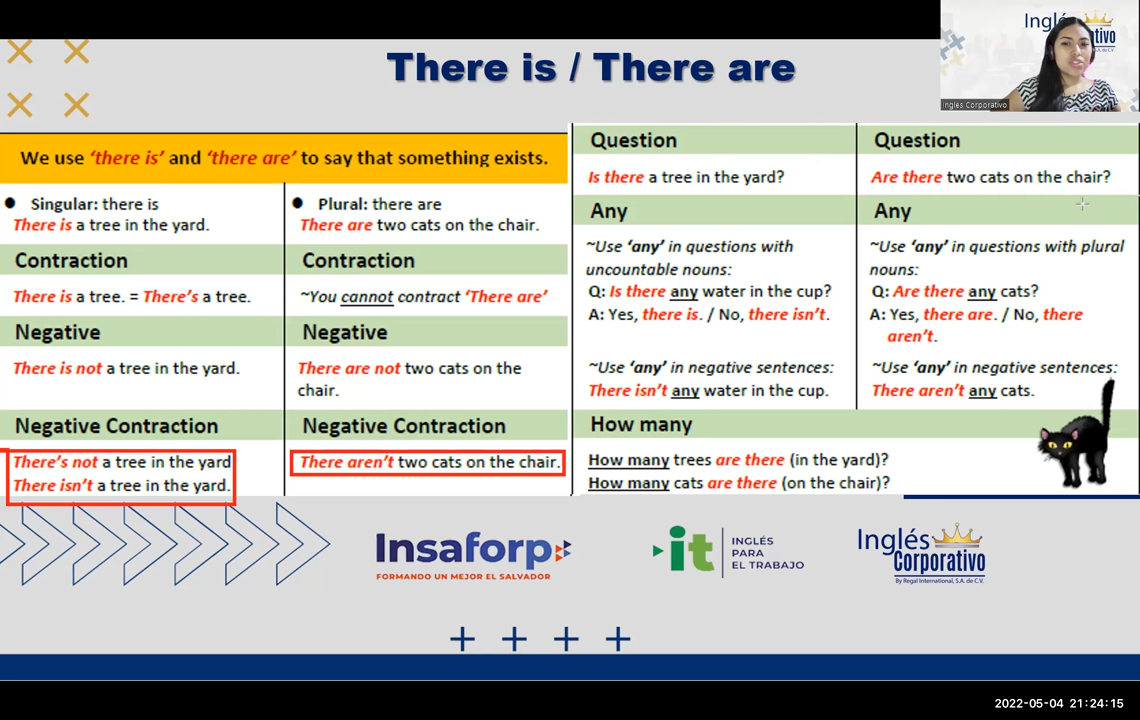 There is / There are
Inglés
ativo
S.A. de C.V.
Ingles Corporativo
We use ‘there is’ and ‘there are’ to say that something exists.
Singular: there is
There is a tree in the yard.
Contraction
There is a tree. = There’s a tree.
Negative
There is not a tree in the yard.
Negative Contraction
There’s not a tree in the yard
There isn’t a tree in the yard.
Plural: there are
There are two cats on the chair.
Contraction
~You cannot contract ‘There are’
Negative
There are not two cats on the
chair.
Negative Contraction
There aren’t two cats on the chair.
Question
Is there a tree in the yard?
Any
~Use ‘any’ in questions with
uncountable nouns:
Q: Is there any water in the cup?
A: Yes, there is. / No, there isn’t.
~Use ‘any’ in negative sentences:
There isn’t any water in the cup.
Question
Are there two cats on the chair?
Any
~Use ‘any’ in questions with plural
nouns:
Q: Are there any cats?
A: Yes, there are. / No, there
aren’t.
~Use ‘any’ in negative sentences:
There aren’t any cats.
How many
How many trees are there (in the yard)?
How many cats are there (on the chair)?
Insaforp
FORMANDO UN MEJOR EL SALVADOR
it
INGLÉS
PARA
EL TRABAJO
Inglés
Corporativo
By Regal International, S.A. de C.V.
2022-05-04 21:24:15